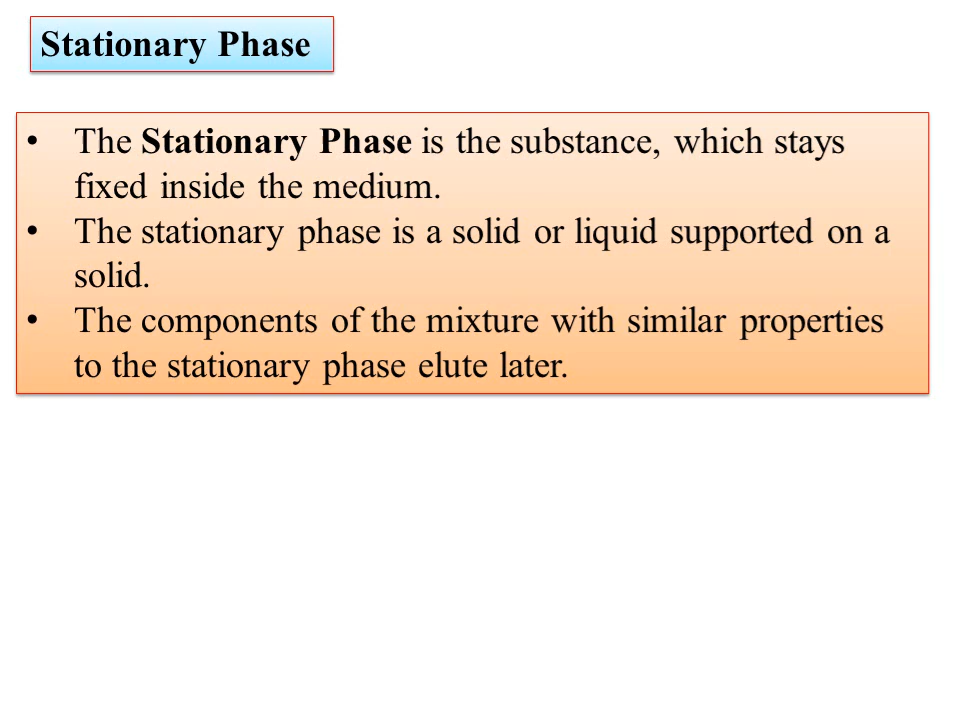 Stationary Phase
• The Stationary Phase is the substance, which stays
fixed inside the medium.
• The stationary phase is a solid or liquid supported on a
solid.
• The components of the mixture with similar properties
to the stationary phase elute later.